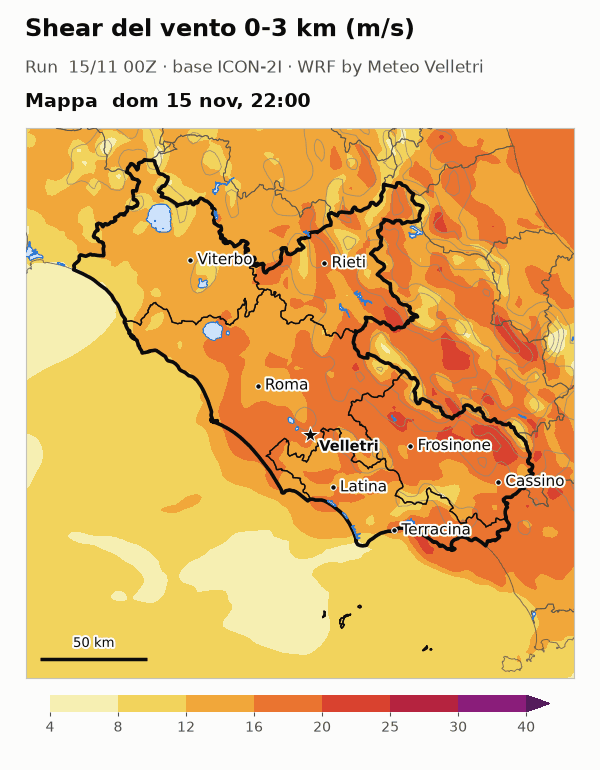 Shear del vento 0-3 km (m/s)
Run  15/11 00Z · base ICON-2I · WRF by Meteo Velletri
Mappa  dom 15 nov, 22:00
Viterbo
Rieti
Roma
Velletri
Frosinone
Latina
Cassino
Terracina
50 km
4 8 12 16 20 25 30 40